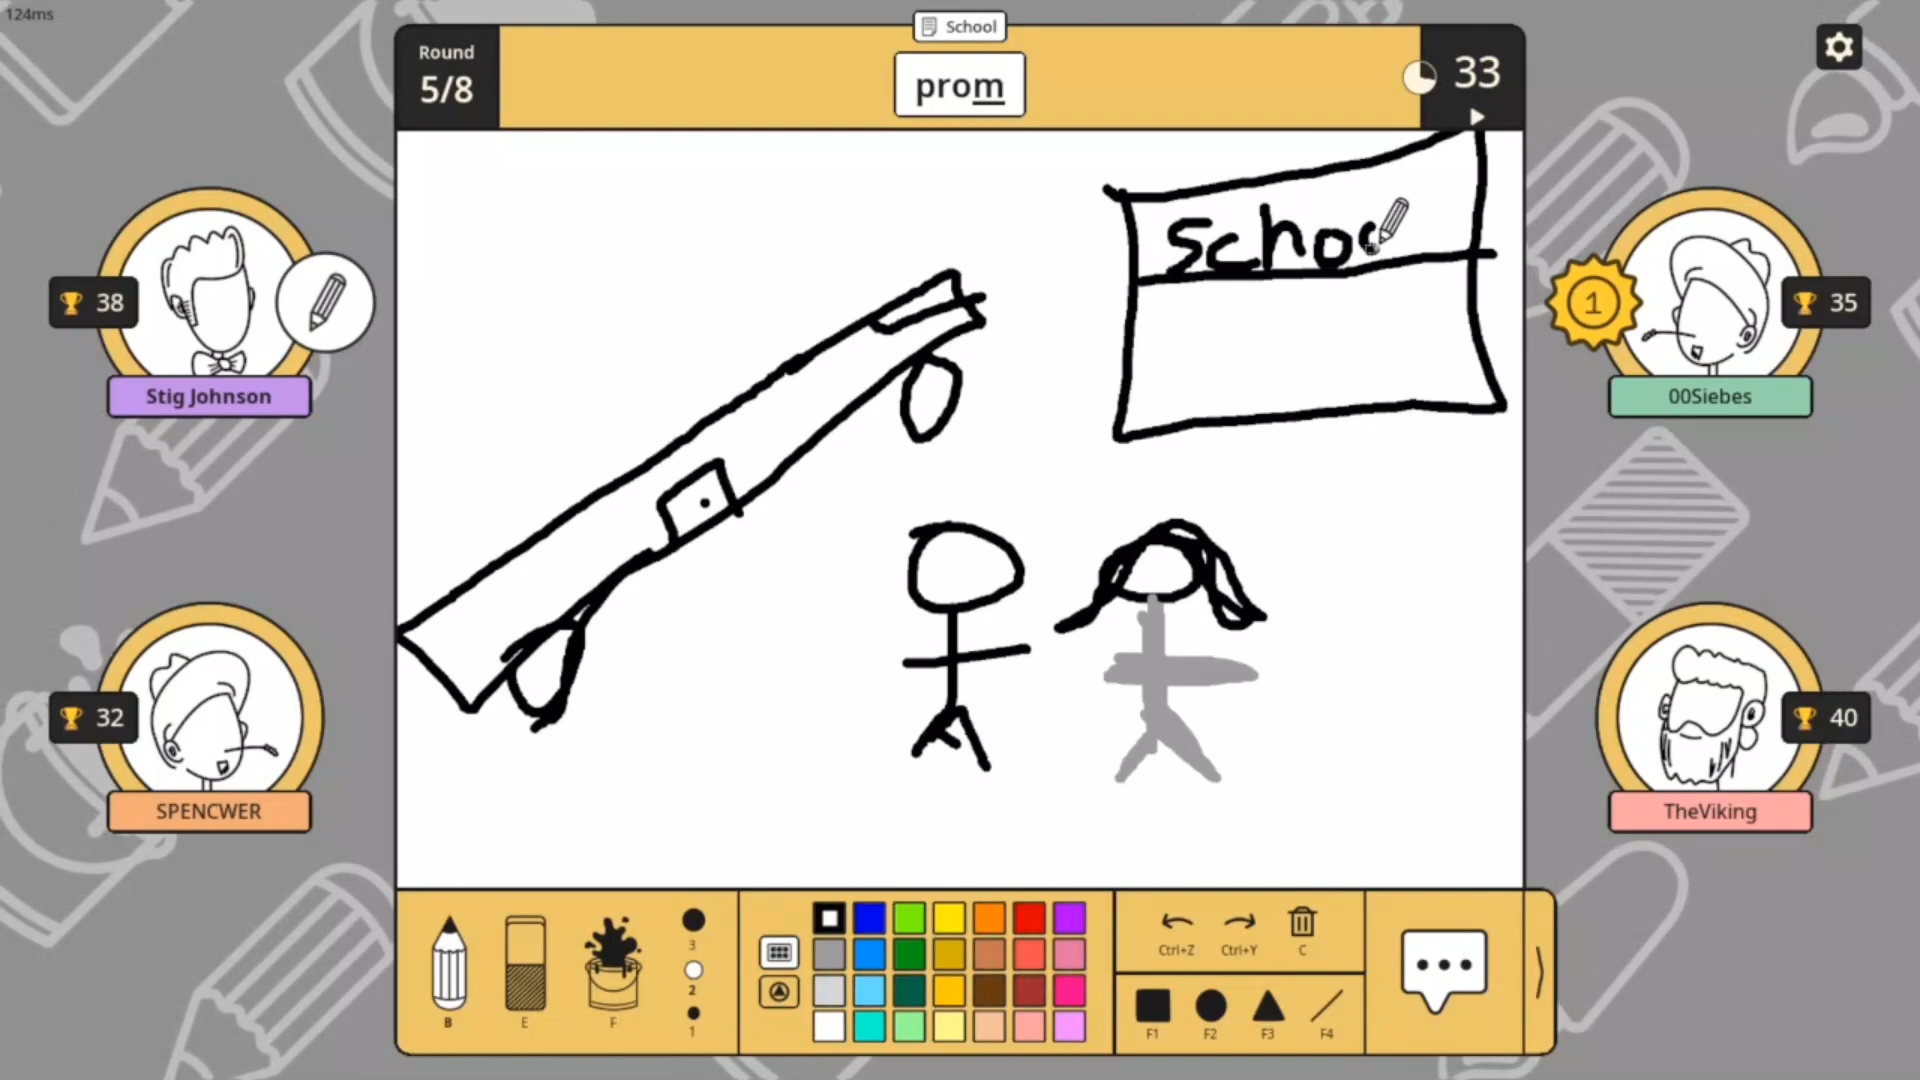 124ms
School
Round
5/8
prom
33
Schoo
38
Stig Johnson
1
35
00Siebes
32
SPENCWER
40
TheViking
B
E
F
3
2
1
Ctrl+Z
Ctrl+Y
C
F1
F2
F3
F4